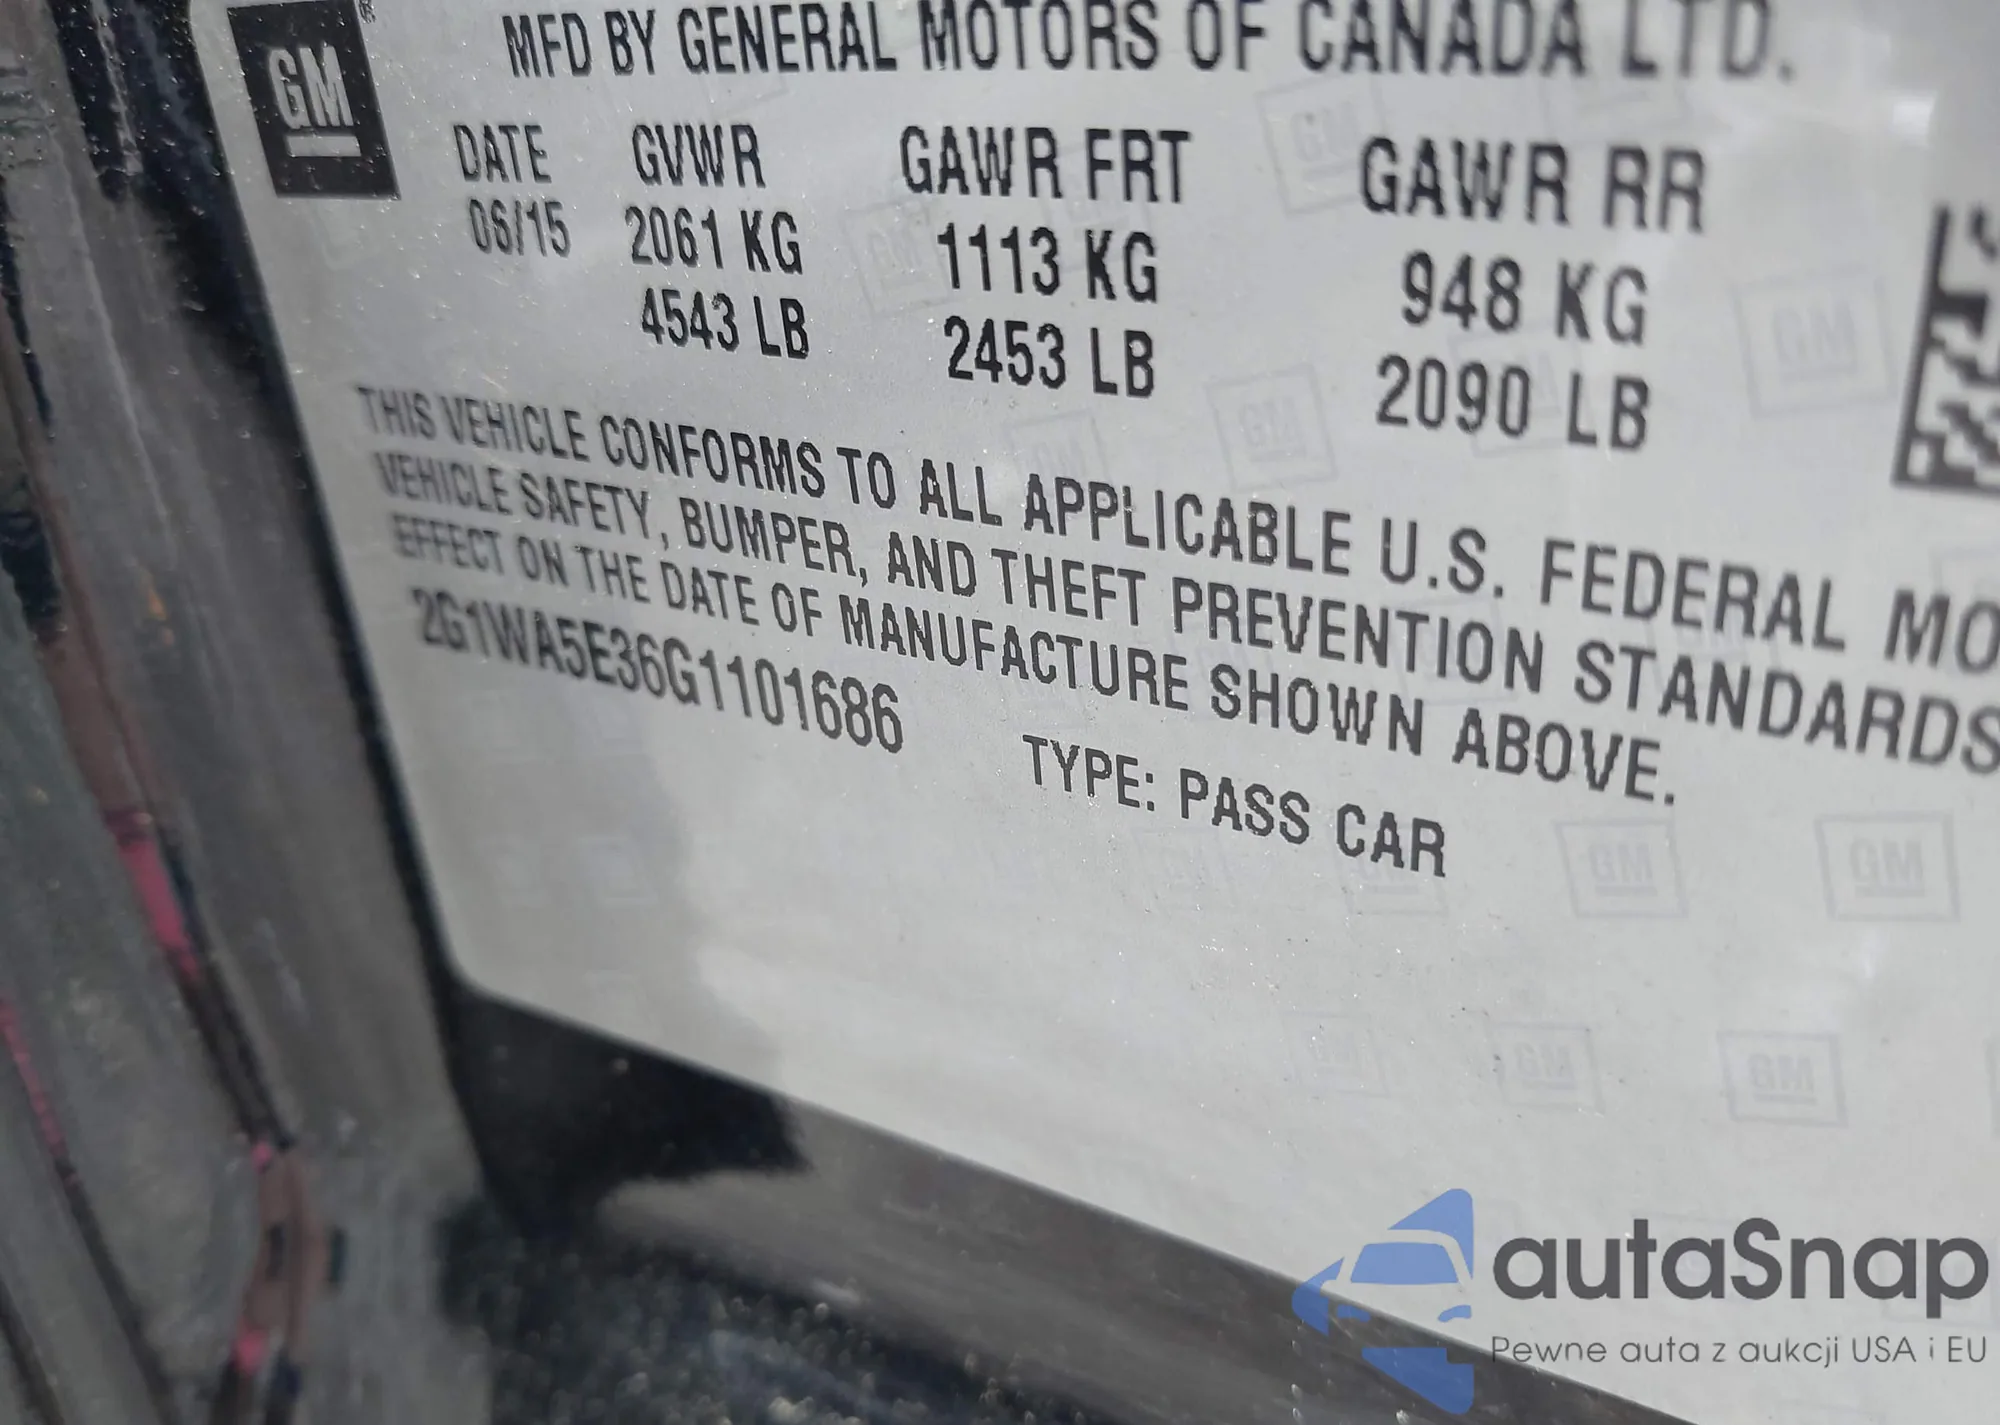 GM®
MFD BY GENERAL MOTORS OF CANADA LTD.
DATE GVWR GAWR FRT GAWR RR
06/15 2061 KG 1113 KG 948 KG
4543 LB 2453 LB 2090 LB
THIS VEHICLE CONFORMS TO ALL APPLICABLE U.S. FEDERAL MO
VEHICLE SAFETY, BUMPER, AND THEFT PREVENTION STANDARDS
EFFECT ON THE DATE OF MANUFACTURE SHOWN ABOVE.
2G1WA5E36G1101686
TYPE: PASS CAR
autaSnap
Pewne auta z aukcji USA i EU